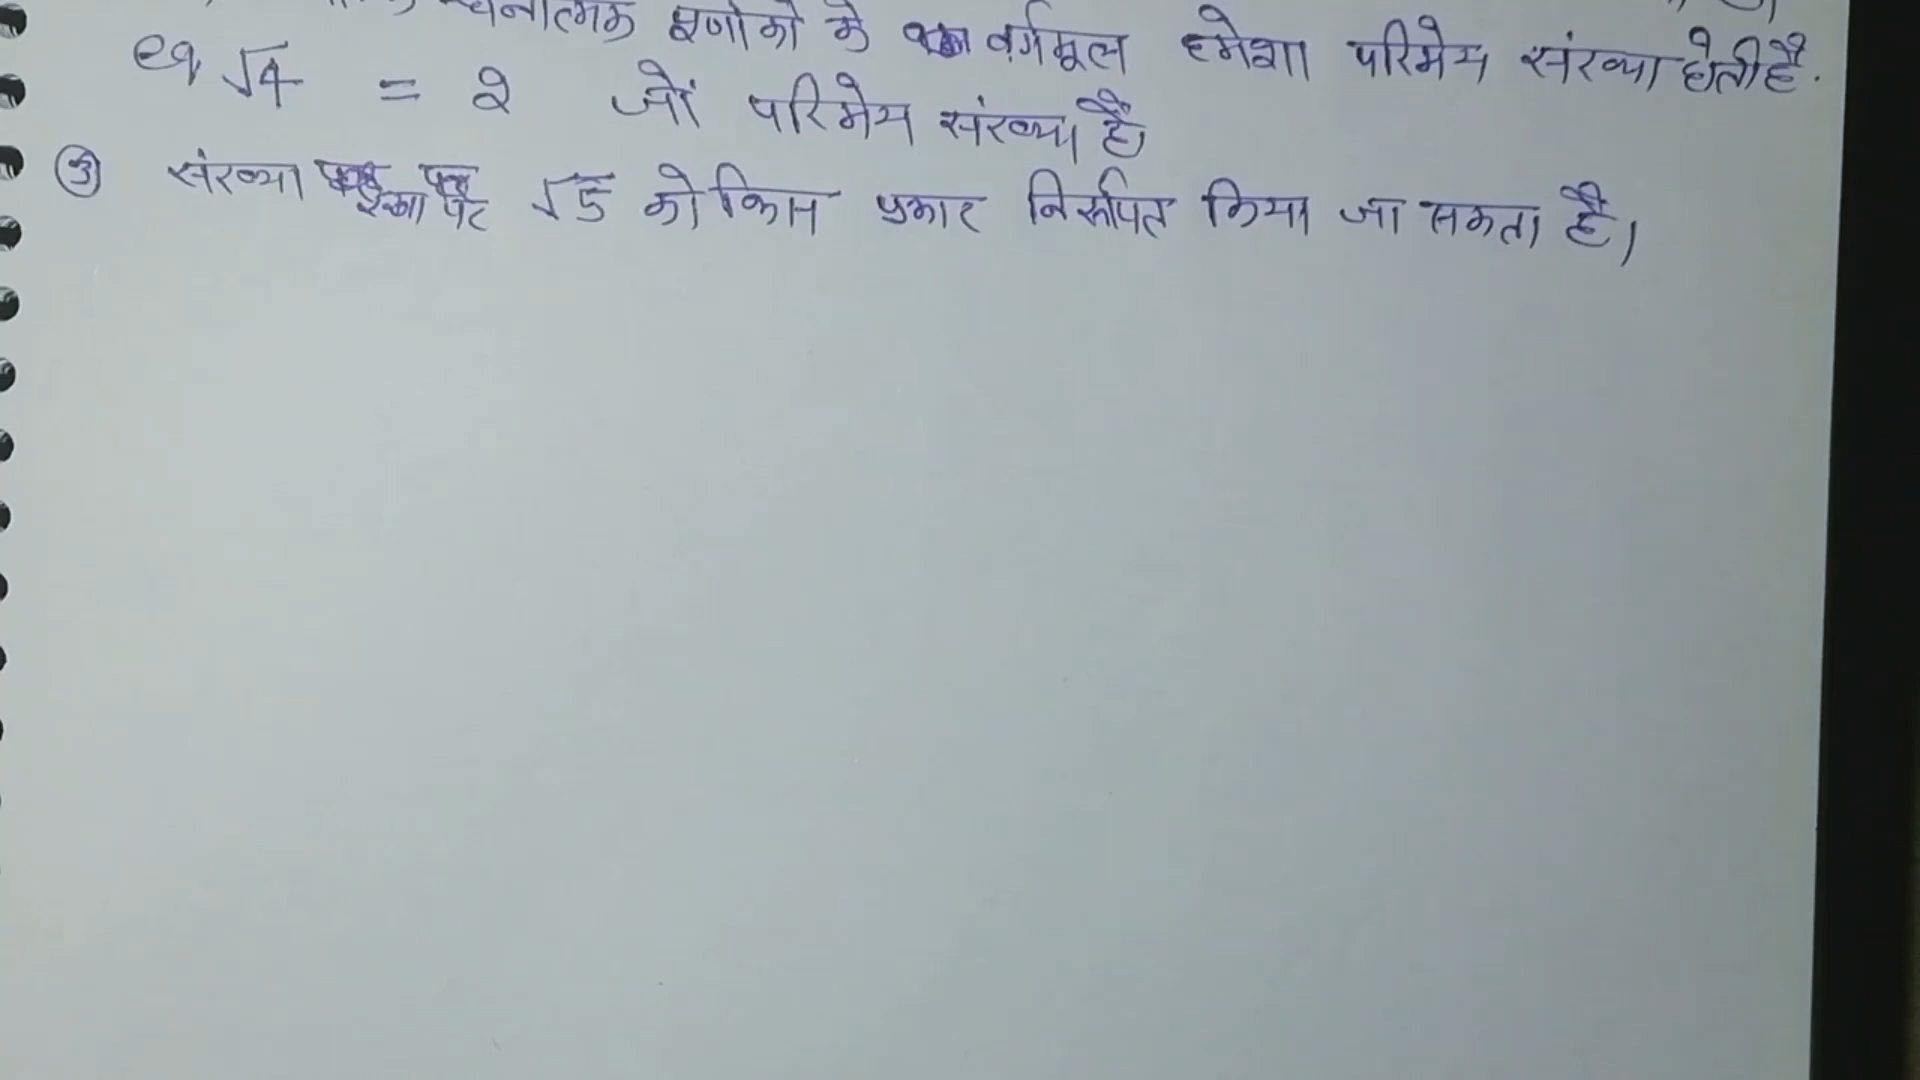 धनात्मक पूर्णांको के वर्गमूल हमेशा परिमेय संख्या होती है.
eg √4 = 2 जों परिमेय संख्या है
③ संख्या रेखा पर √5 को किस प्रकार निरूपित किया जा सकता है।